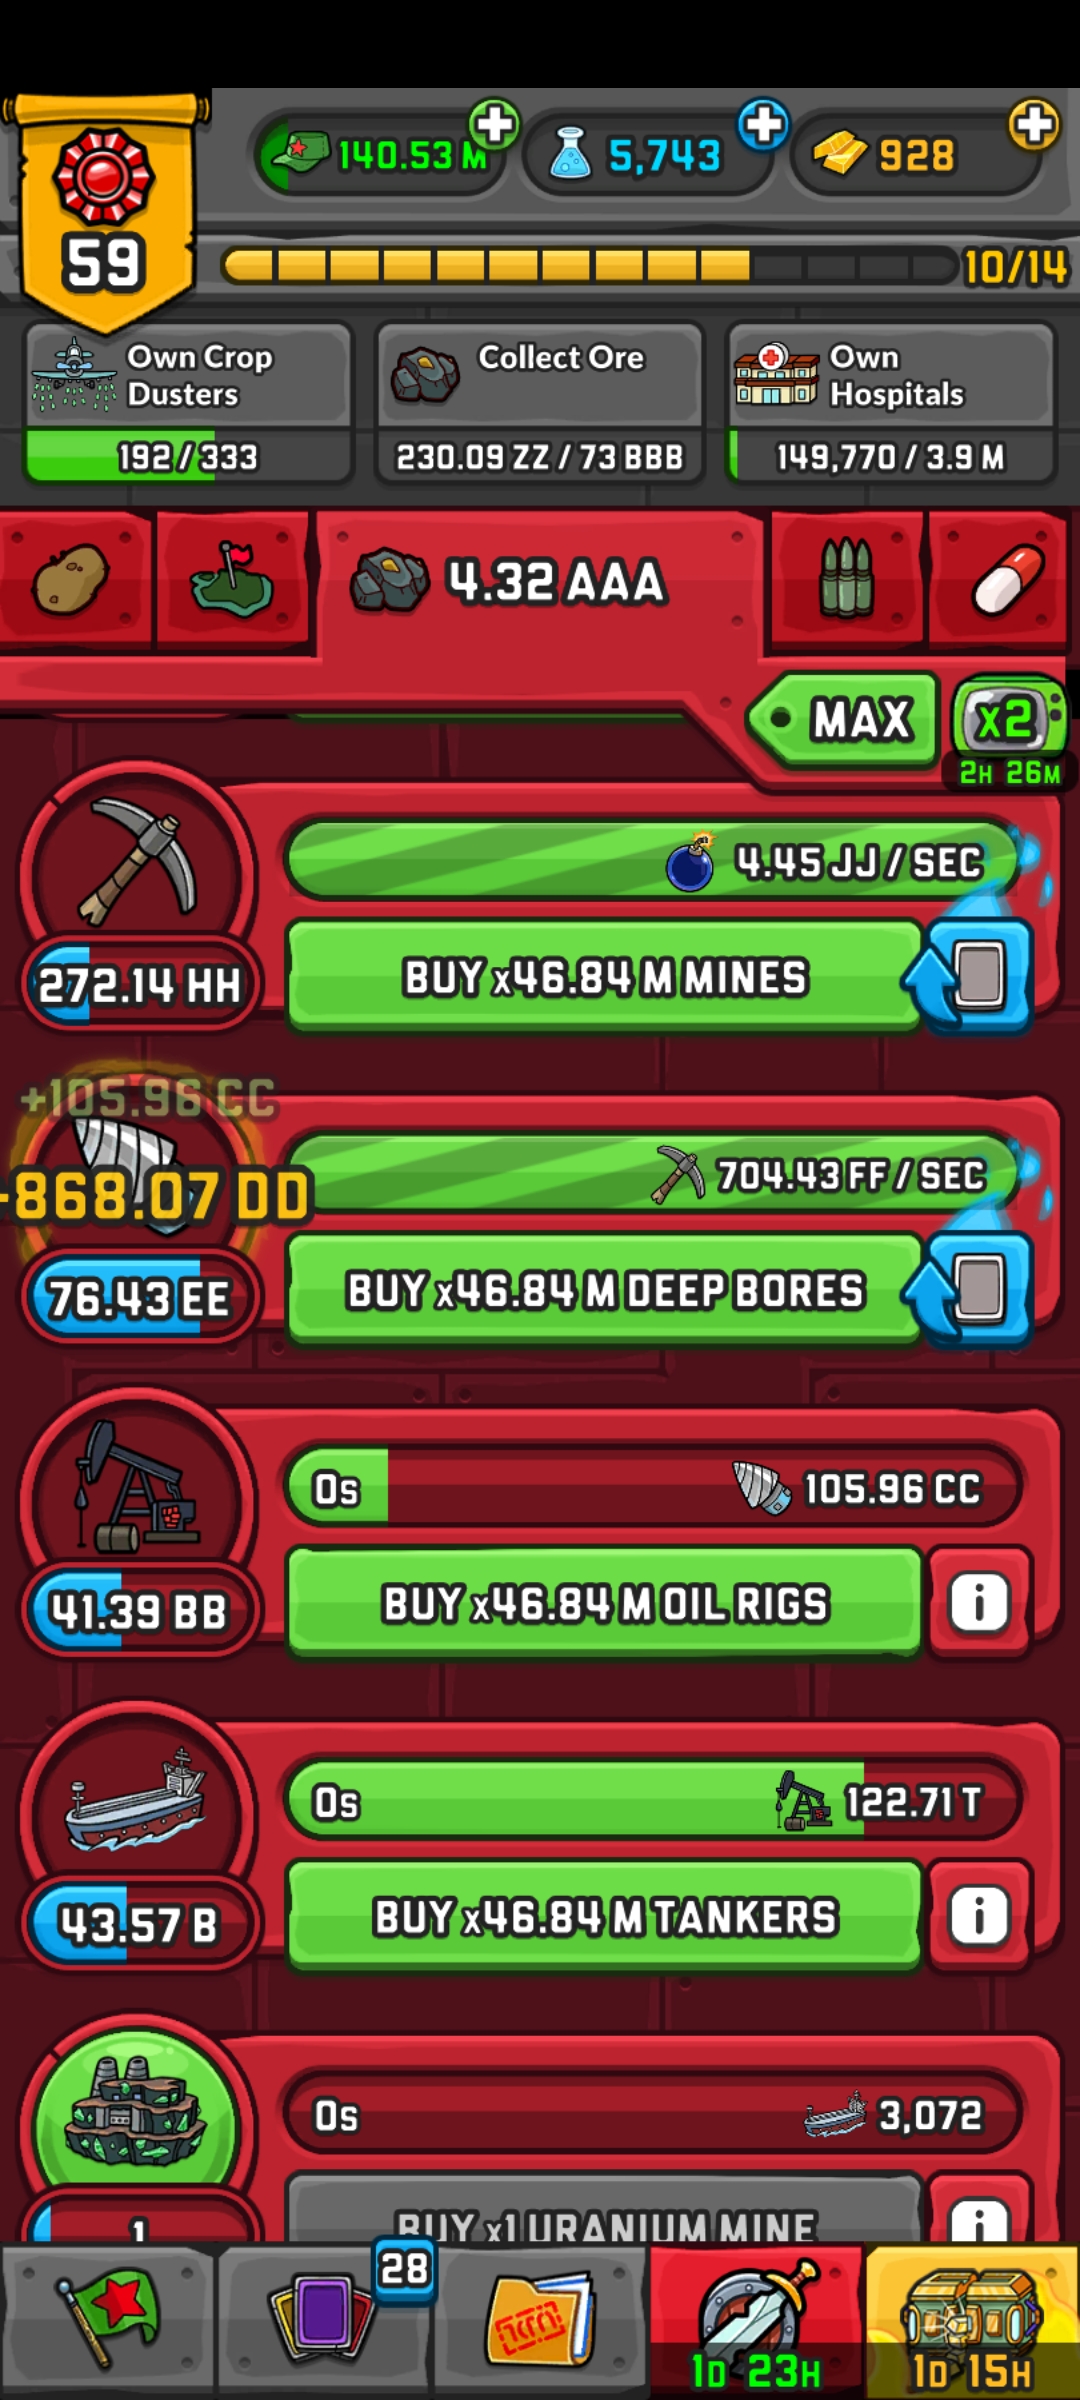 140.53 M
5,743
928
59
10/14
Own Crop
Dusters
192/333
Collect Ore
230.09 ZZ / 73 BBB
Own
Hospitals
149,770 / 3.9 M
4.32 AAA
MAX
x2
2H 26M
4.45 JJ / SEC
272.14 HH
BUY x46.84 M MINES
+105.96 CC
-868.07 DD
704.43 FF / SEC
76.43 EE
BUY x46.84 M DEEP BORES
0s
105.96 CC
41.39 BB
BUY x46.84 M OIL RIGS
i
0s
122.71 T
43.57 B
BUY x46.84 M TANKERS
i
0s
3,072
1
BUY x1 URANIUM MINE
i
28
1D 23H
1D 15H